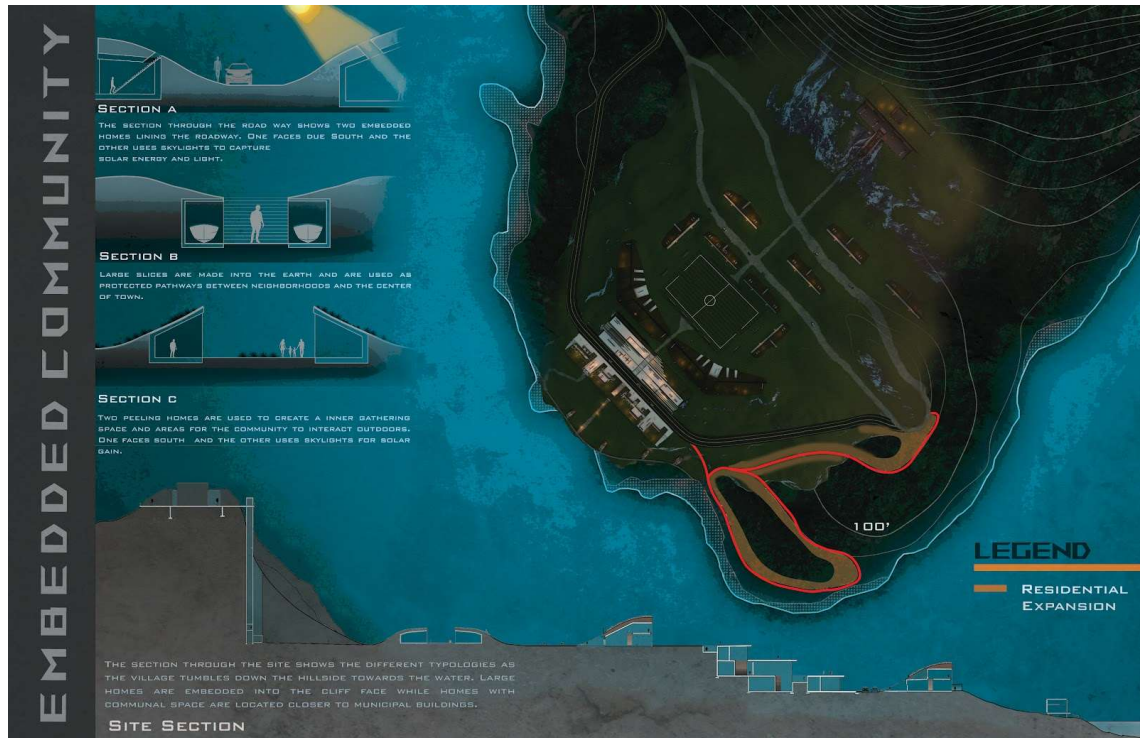 EMBEDDED COMMUNITY
SECTION A
THE SECTION THROUGH THE ROAD WAY SHOWS TWO EMBEDDED
HOMES LINING THE ROADWAY. ONE FACES DUE SOUTH AND THE
OTHER USES SKYLIGHTS TO CAPTURE
SOLAR ENERGY AND LIGHT.
SECTION B
LARGE SLICES ARE MADE INTO THE EARTH AND ARE USED AS
PROTECTED PATHWAYS BETWEEN NEIGHBORHOODS AND THE CENTER
OF TOWN.
SECTION C
TWO PEELING HOMES ARE USED TO CREATE A INNER GATHERING
SPACE AND AREAS FOR THE COMMUNITY TO INTERACT OUTDOORS.
ONE FACES SOUTH AND THE OTHER USES SKYLIGHTS FOR SOLAR
GAIN.
100'
LEGEND
RESIDENTIAL
EXPANSION
THE SECTION THROUGH THE SITE SHOWS THE DIFFERENT TYPOLOGIES AS
THE VILLAGE TUMBLES DOWN THE HILLSIDE TOWARDS THE WATER. LARGE
HOMES ARE EMBEDDED INTO THE CLIFF FACE WHILE HOMES WITH
COMMUNAL SPACE ARE LOCATED CLOSER TO MUNICIPAL BUILDINGS.
SITE SECTION